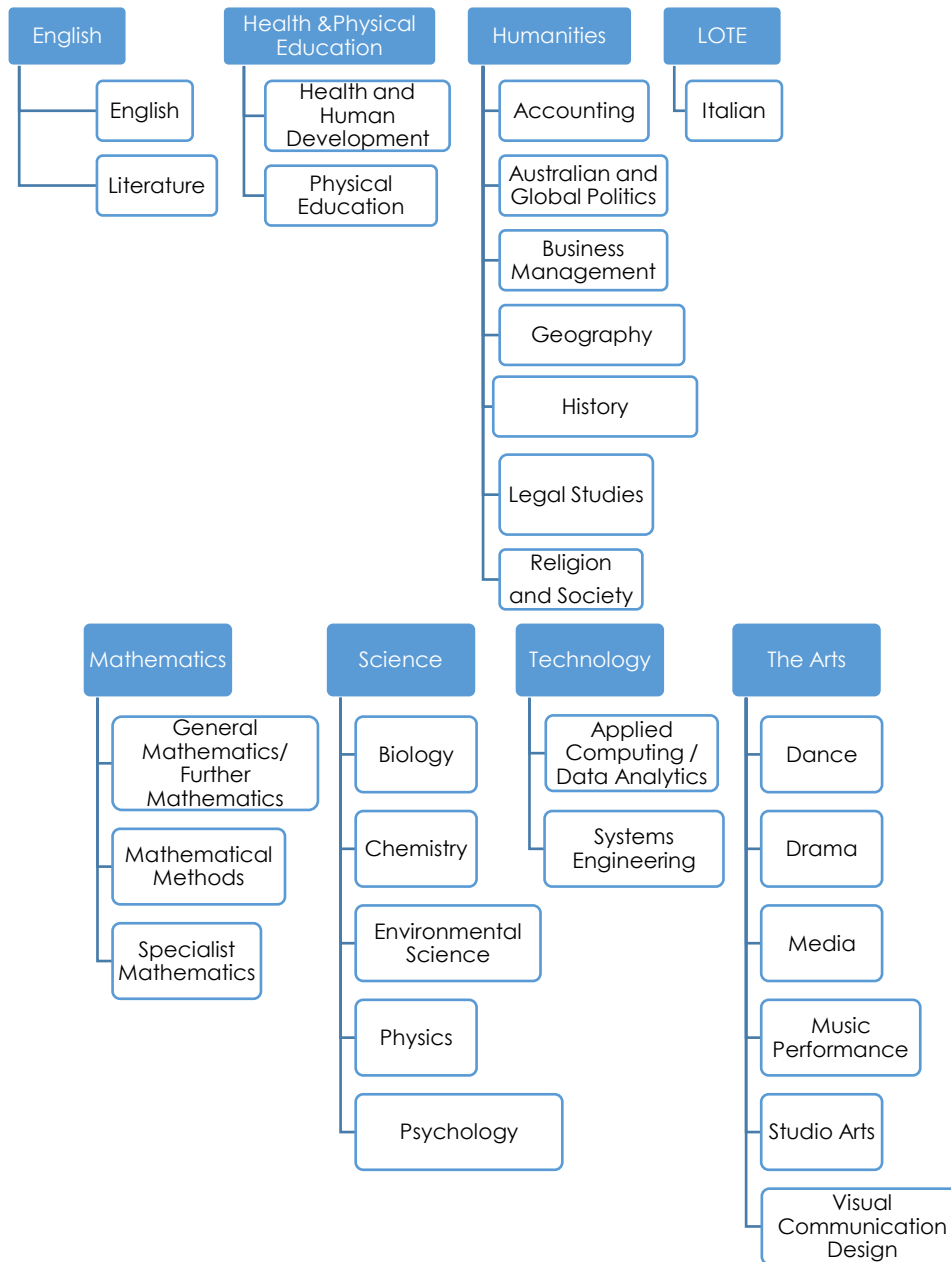 English
English
Literature
Health &Physical
Education
Health and
Human
Development
Physical
Education
Humanities
Accounting
Australian and
Global Politics
Business
Management
Geography
History
Legal Studies
Religion
and Society
LOTE
Italian
Mathematics
General
Mathematics/
Further
Mathematics
Mathematical
Methods
Specialist
Mathematics
Science
Biology
Chemistry
Environmental
Science
Physics
Psychology
Technology
Applied
Computing /
Data Analytics
Systems
Engineering
The Arts
Dance
Drama
Media
Music
Performance
Studio Arts
Visual
Communication
Design